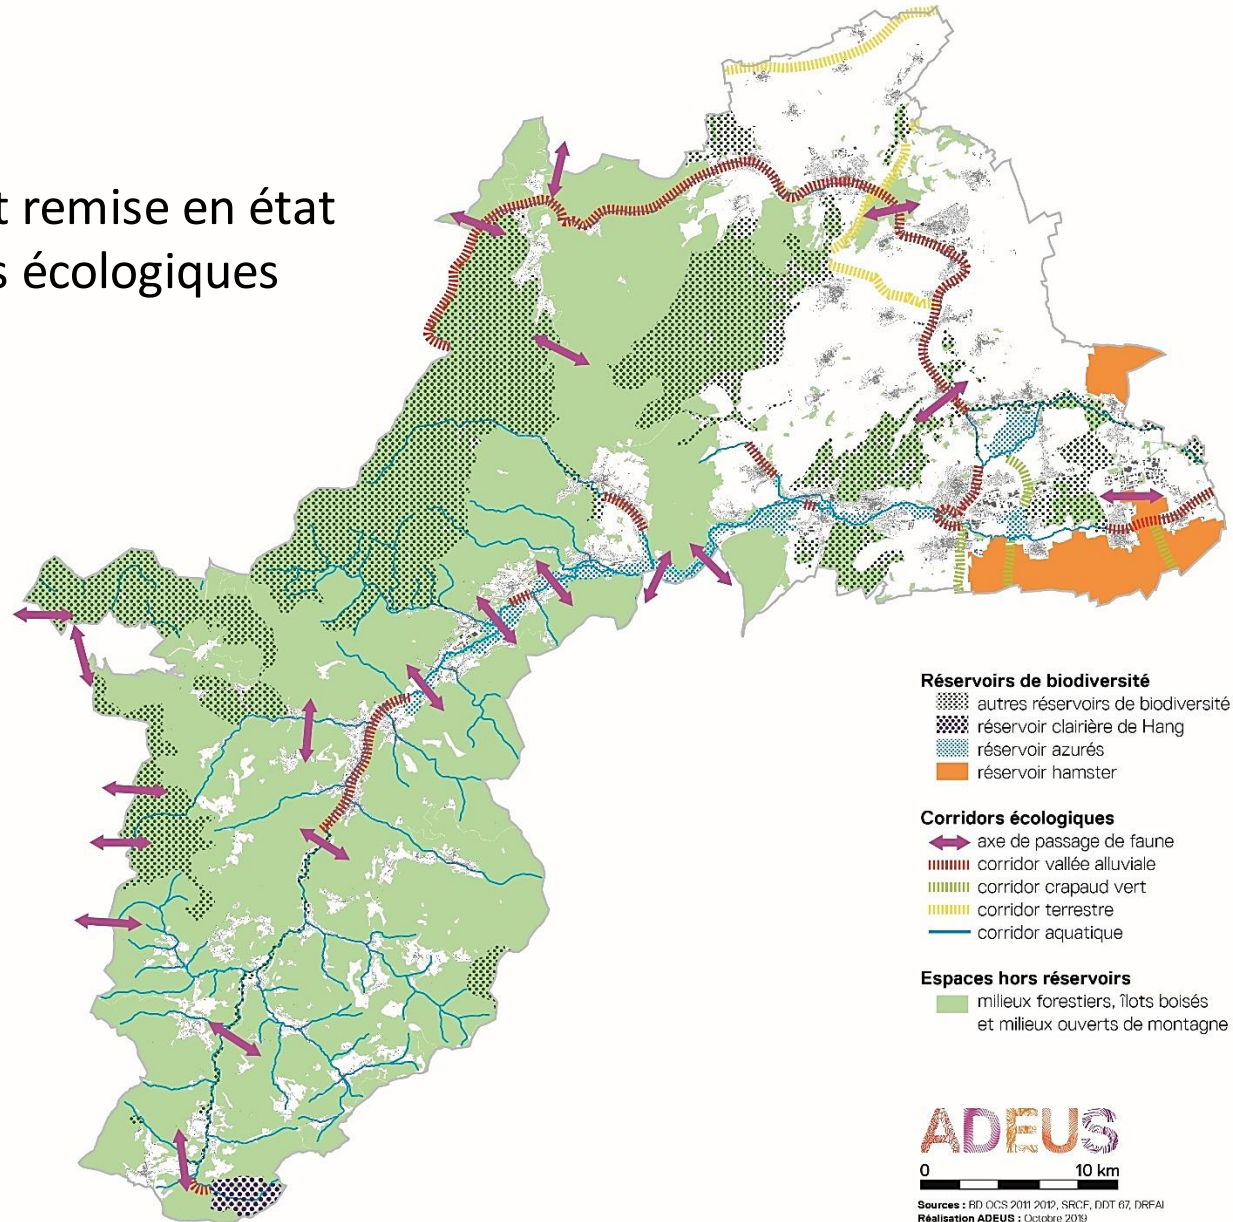 t remise en état
s écologiques
Réservoirs de biodiversité
autres réservoirs de biodiversité
réservoir clairière de Hang
réservoir azurés
réservoir hamster
Corridors écologiques
axe de passage de faune
corridor vallée alluviale
corridor crapaud vert
corridor terrestre
corridor aquatique
Espaces hors réservoirs
milieux forestiers, îlots boisés
et milieux ouverts de montagne
ADEUS
0 10 km
Sources : BD OCS 2011 2012, SRCE, DDT 67, DREAL
Réalisation ADEUS : Octobre 2019